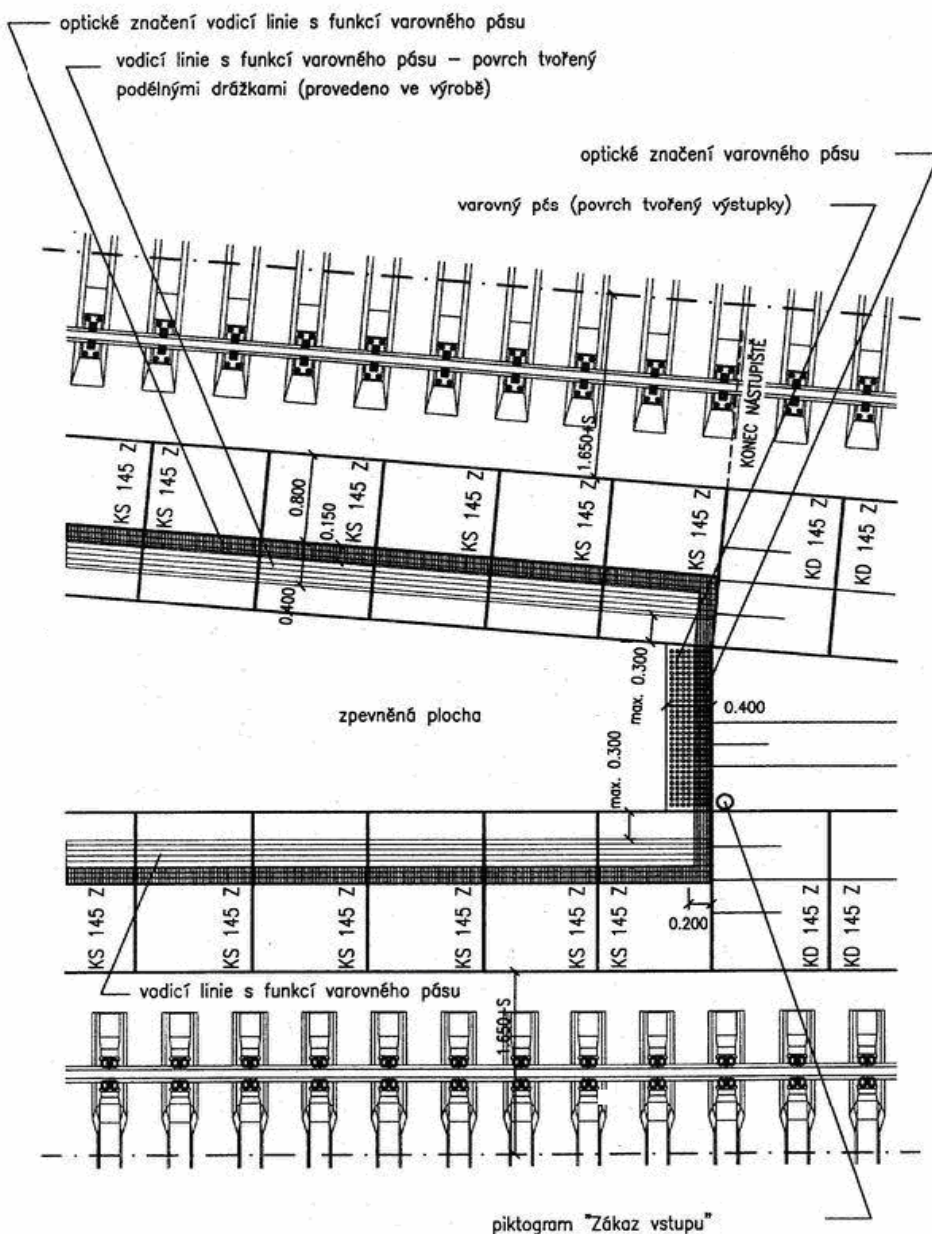 optické značení vodicí linie s funkcí varovného pásu
vodicí linie s funkcí varovného pásu – povrch tvořený
podélnými drážkami (provedeno ve výrobě)
optické značení varovného pásu
varovný pás (povrch tvořený výstupky)
KONEC NÁSTUPIŠTĚ
1.650+S
KS 145 Z
KS 145 Z
0.800
0.150
KS 145 Z
KS 145 Z
KS 145 Z
KS 145 Z
KD 145 Z
KD 145 Z
0.400
max. 0.300
0.400
zpevněná plocha
max. 0.300
KS 145 Z
KS 145 Z
KS 145 Z
KS 145 Z
KS 145 Z
KS 145 Z
0.200
KD 145 Z
KD 145 Z
vodicí linie s funkcí varovného pásu
1.650+S
piktogram "Zákaz vstupu"